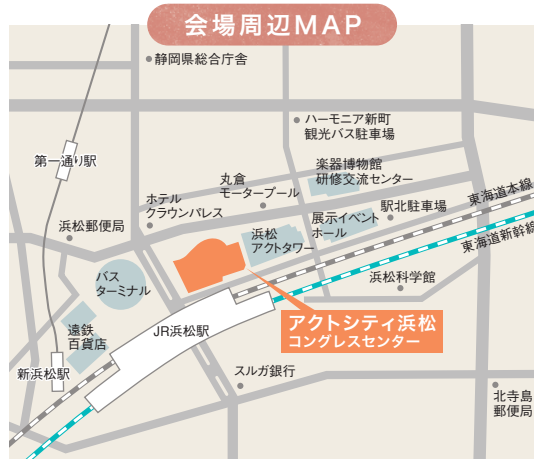 会場周辺MAP
静岡県総合庁舎
ハーモニア新町
観光バス駐車場
第一通り駅
楽器博物館
研修交流センター
丸倉
モータープール
ホテル
クラウンパレス
浜松郵便局
駅北駐車場
東海道本線
展示イベント
ホール
浜松
アクトタワー
東海道新幹線
バス
ターミナル
浜松科学館
アクトシティ浜松
コングレスセンター
遠鉄
百貨店
JR浜松駅
新浜松駅
スルガ銀行
北寺島
郵便局